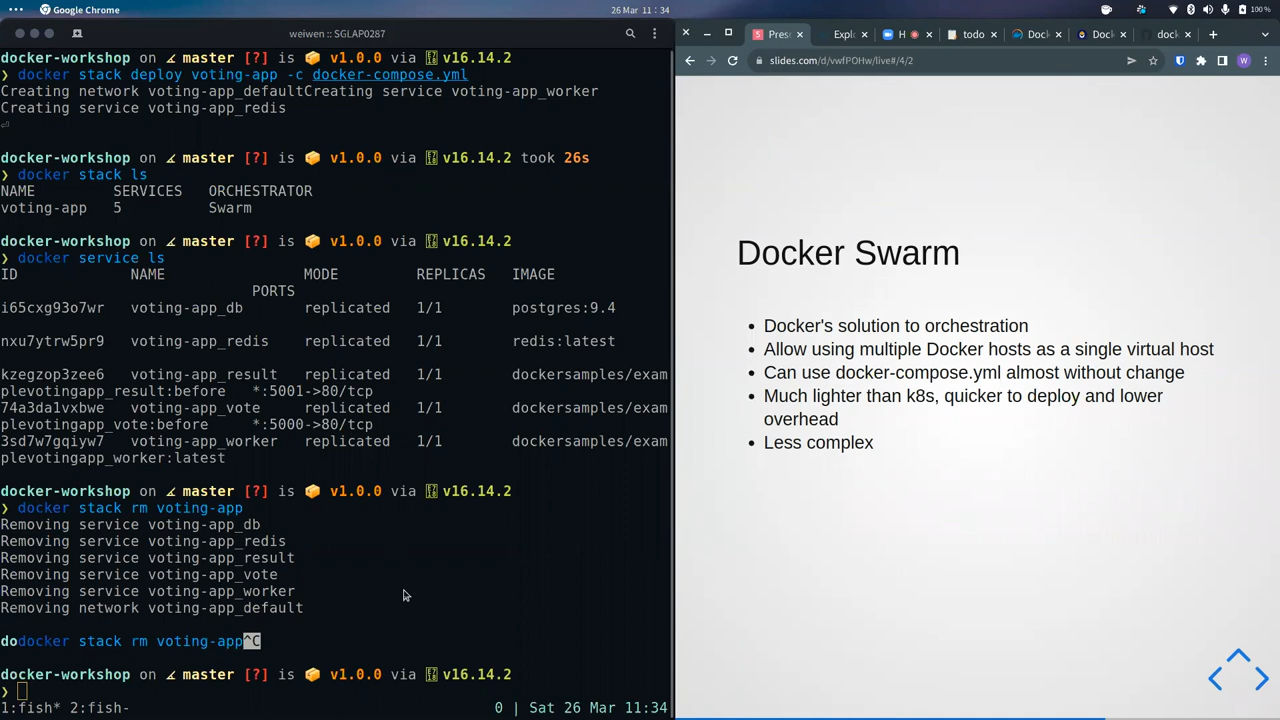 Google Chrome
26 Mar 11 : 34
100 %
weiwen :: SGLAP0287
docker-workshop on master [?] is v1.0.0 via v16.14.2
❯ docker stack deploy voting-app -c docker-compose.yml
Creating network voting-app_defaultCreating service voting-app_worker
Creating service voting-app_redis
⏎
docker-workshop on master [?] is v1.0.0 via v16.14.2 took 26s
❯ docker stack ls
NAME SERVICES ORCHESTRATOR
voting-app 5 Swarm
docker-workshop on master [?] is v1.0.0 via v16.14.2
❯ docker service ls
ID NAME MODE REPLICAS IMAGE
PORTS
i65cxg93o7wr voting-app_db replicated 1/1 postgres:9.4
nxu7ytrw5pr9 voting-app_redis replicated 1/1 redis:latest
kzegzop3zee6 voting-app_result replicated 1/1 dockersamples/exam
plevotingapp_result:before *:5001->80/tcp
74a3da1vxbwe voting-app_vote replicated 1/1 dockersamples/exam
plevotingapp_vote:before *:5000->80/tcp
3sd7w7gqiyw7 voting-app_worker replicated 1/1 dockersamples/exam
plevotingapp_worker:latest
docker-workshop on master [?] is v1.0.0 via v16.14.2
❯ docker stack rm voting-app
Removing service voting-app_db
Removing service voting-app_redis
Removing service voting-app_result
Removing service voting-app_vote
Removing service voting-app_worker
Removing network voting-app_default
dodocker stack rm voting-app^C
docker-workshop on master [?] is v1.0.0 via v16.14.2
❯
1:fish* 2:fish- 0 | Sat 26 Mar 11:34
Prese Explo H todo Dock Dock dock
slides.com/d/vwfPOHw/live#/4/2
W
Docker Swarm
• Docker's solution to orchestration
• Allow using multiple Docker hosts as a single virtual host
• Can use docker-compose.yml almost without change
• Much lighter than k8s, quicker to deploy and lower
overhead
• Less complex